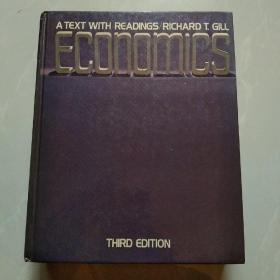 A TEXT WITH READINGS RICHARD T. GILL
ECONOMICS
THIRD EDITION